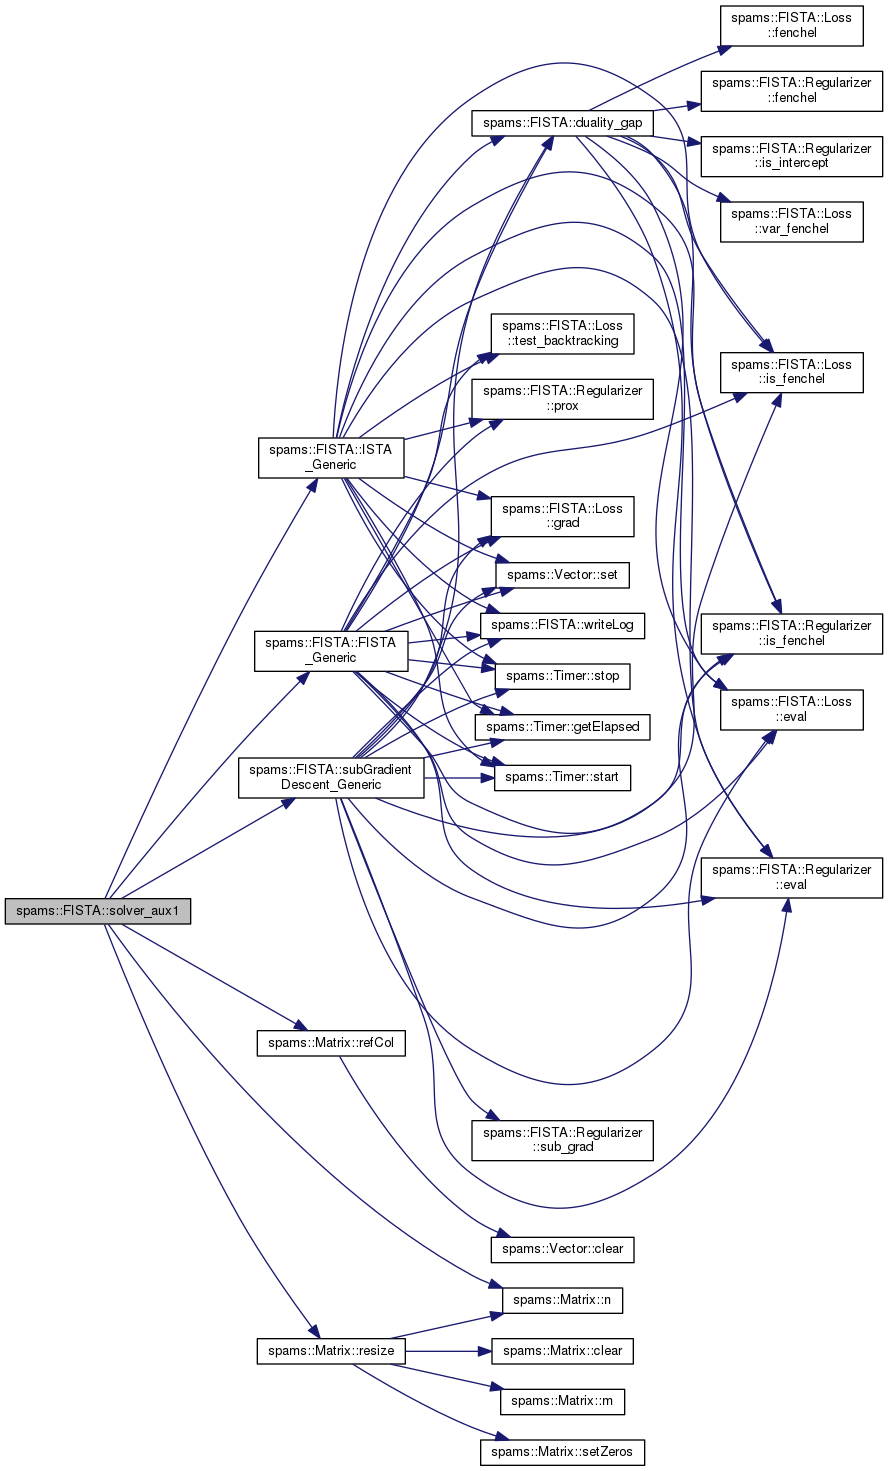 spams::FISTA::Loss
::fenchel
spams::FISTA::Regularizer
::fenchel
spams::FISTA::duality_gap
spams::FISTA::Regularizer
::is_intercept
spams::FISTA::Loss
::var_fenchel
spams::FISTA::Loss
::test_backtracking
spams::FISTA::Loss
::is_fenchel
spams::FISTA::Regularizer
::prox
spams::FISTA::ISTA
_Generic
spams::FISTA::Loss
::grad
spams::Vector::set
spams::FISTA::writeLog
spams::FISTA::Regularizer
::is_fenchel
spams::FISTA::FISTA
_Generic
spams::Timer::stop
spams::FISTA::Loss
::eval
spams::Timer::getElapsed
spams::FISTA::subGradient
Descent_Generic
spams::Timer::start
spams::FISTA::Regularizer
::eval
spams::FISTA::solver_aux1
spams::Matrix::refCol
spams::FISTA::Regularizer
::sub_grad
spams::Vector::clear
spams::Matrix::n
spams::Matrix::resize
spams::Matrix::clear
spams::Matrix::m
spams::Matrix::setZeros